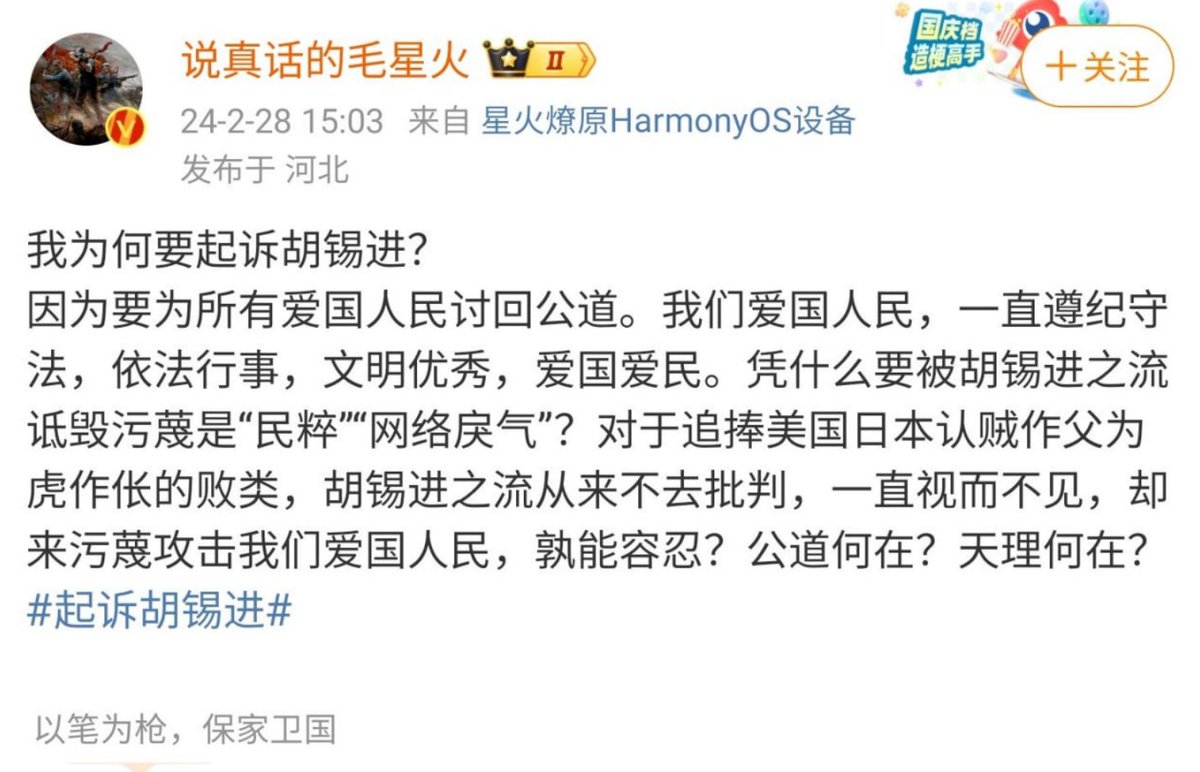 国庆档
造梗高手
说真话的毛星火
II
＋关注
24-2-28 15:03 来自 星火燎原HarmonyOS设备
发布于 河北
我为何要起诉胡锡进？
因为要为所有爱国人民讨回公道。我们爱国人民，一直遵纪守
法，依法行事，文明优秀，爱国爱民。凭什么要被胡锡进之流
诋毁污蔑是“民粹”“网络戾气”？对于追捧美国日本认贼作父为
虎作伥的败类，胡锡进之流从来不去批判，一直视而不见，却
来污蔑攻击我们爱国人民，孰能容忍？公道何在？天理何在？
#起诉胡锡进#
以笔为枪，保家卫国